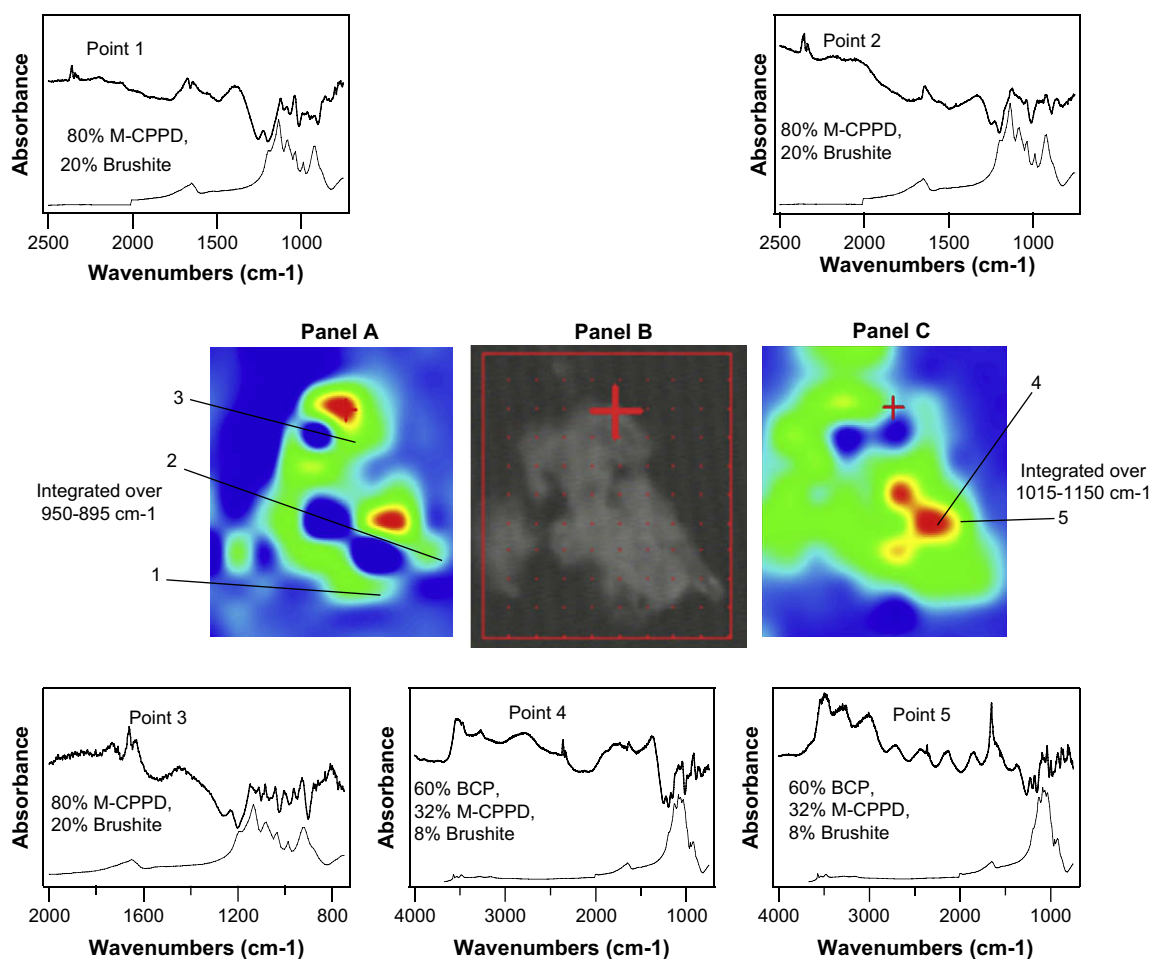 Point 1
Absorbance
80% M-CPPD,
20% Brushite
2500 2000 1500 1000
Wavenumbers (cm-1)
Point 2
Absorbance
80% M-CPPD,
20% Brushite
2500 2000 1500 1000
Wavenumbers (cm-1)
Panel A
Panel B
Panel C
3
2
Integrated over
950-895 cm-1
1
4
Integrated over
1015-1150 cm-1
5
Point 3
Absorbance
80% M-CPPD,
20% Brushite
2000 1600 1200 800
Wavenumbers (cm-1)
Point 4
Absorbance
60% BCP,
32% M-CPPD,
8% Brushite
4000 3000 2000 1000
Wavenumbers (cm-1)
Point 5
Absorbance
60% BCP,
32% M-CPPD,
8% Brushite
4000 3000 2000 1000
Wavenumbers (cm-1)